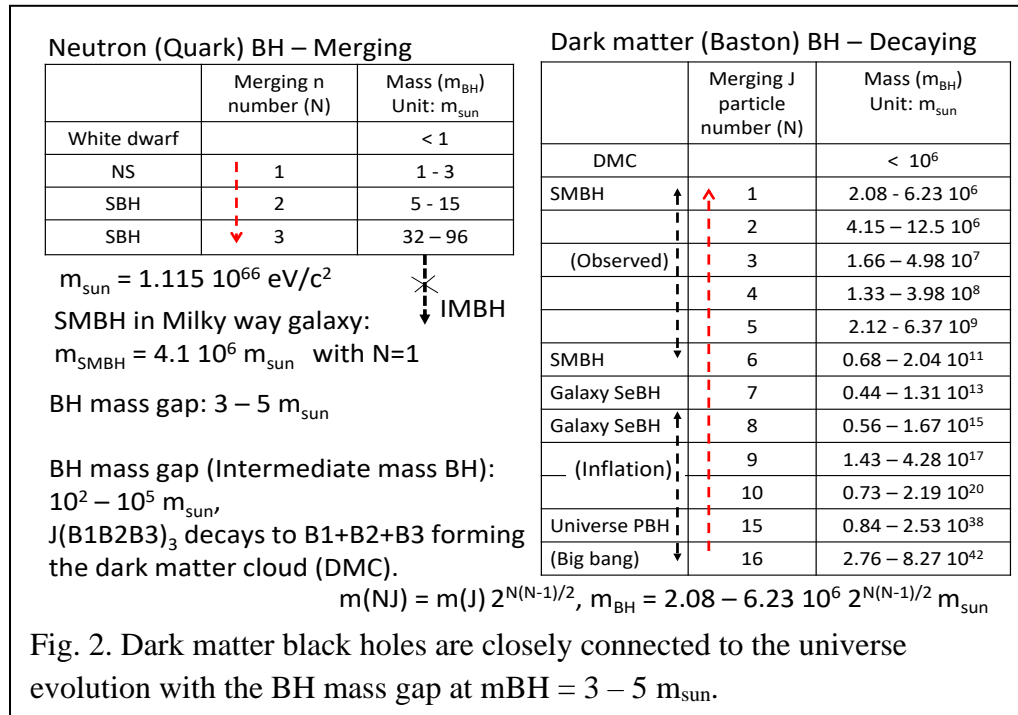 Neutron (Quark) BH – Merging
Merging n number (N) Mass (mBH) Unit: msun
White dwarf < 1
NS 1 1 - 3
SBH 2 5 - 15
SBH 3 32 – 96
IMBH
msun = 1.115 10^66 eV/c^2
SMBH in Milky way galaxy:
mSMBH = 4.1 10^6 msun with N=1
BH mass gap: 3 – 5 msun
BH mass gap (Intermediate mass BH):
10^2 – 10^5 msun,
J(B1B2B3)3 decays to B1+B2+B3 forming
the dark matter cloud (DMC).
Dark matter (Baston) BH – Decaying
Merging J particle number (N) Mass (mBH) Unit: msun
DMC < 10^6
SMBH 1 2.08 - 6.23 10^6
2 4.15 – 12.5 10^6
(Observed) 3 1.66 – 4.98 10^7
4 1.33 – 3.98 10^8
5 2.12 - 6.37 10^9
SMBH 6 0.68 – 2.04 10^11
Galaxy SeBH 7 0.44 – 1.31 10^13
Galaxy SeBH 8 0.56 – 1.67 10^15
(Inflation) 9 1.43 – 4.28 10^17
10 0.73 – 2.19 10^20
Universe PBH 15 0.84 – 2.53 10^38
(Big bang) 16 2.76 – 8.27 10^42
m(NJ) = m(J) 2^N(N-1)/2, mBH = 2.08 – 6.23 10^6 2^N(N-1)/2 msun
Fig. 2. Dark matter black holes are closely connected to the universe
evolution with the BH mass gap at mBH = 3 – 5 msun.